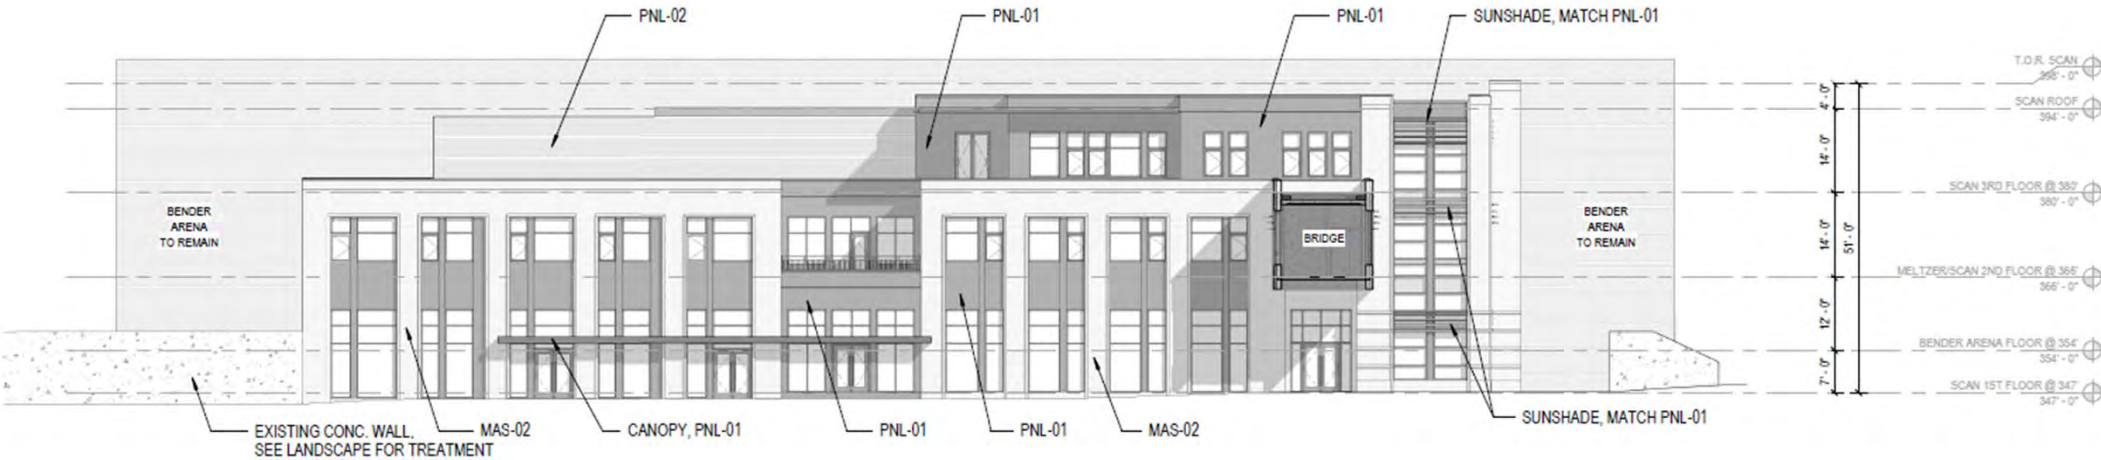 PNL-02
PNL-01
PNL-01
SUNSHADE, MATCH PNL-01
T.O.R. SCAN
398' - 0"
SCAN ROOF
394' - 0"
4' - 0"
14' - 0"
SCAN 3RD FLOOR @ 380'
380' - 0"
BENDER
ARENA
TO REMAIN
BRIDGE
BENDER
ARENA
TO REMAIN
14' - 0"
51' - 0"
MELTZER/SCAN 2ND FLOOR @ 366'
366' - 0"
12' - 0"
BENDER ARENA FLOOR @ 354'
354' - 0"
7' - 0"
SCAN 1ST FLOOR @ 347'
347' - 0"
EXISTING CONC. WALL,
SEE LANDSCAPE FOR TREATMENT
MAS-02
CANOPY, PNL-01
PNL-01
PNL-01
MAS-02
SUNSHADE, MATCH PNL-01